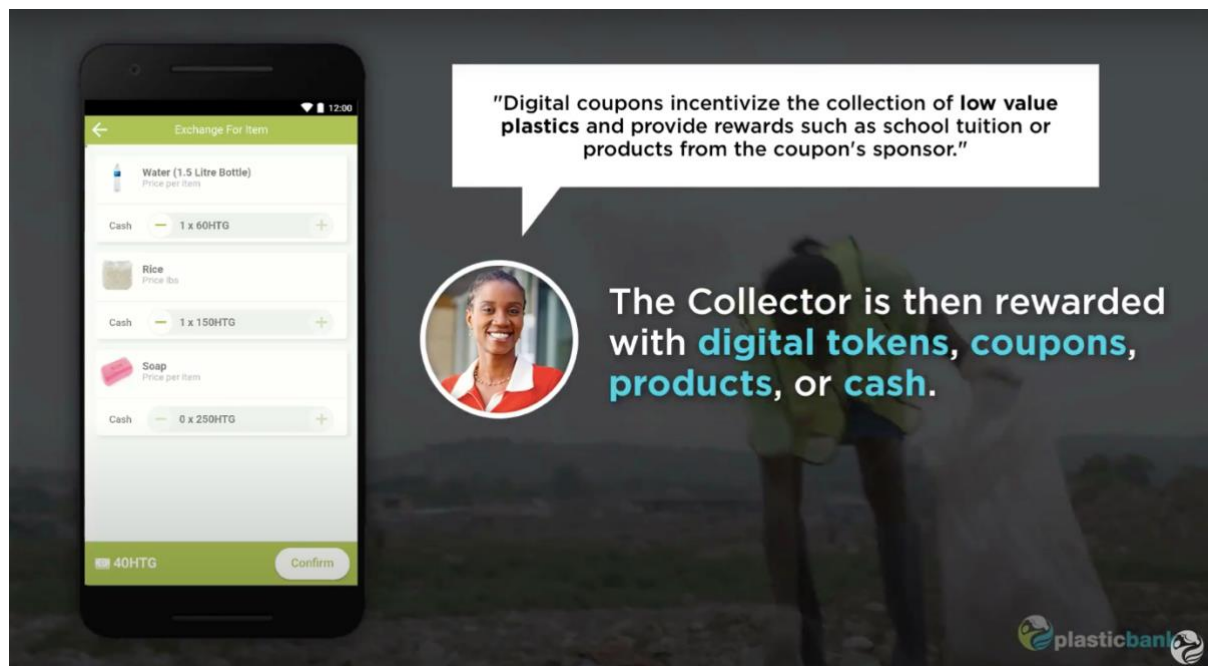 12:00
Exchange For Item
Water (1.5 Litre Bottle)
Price per Item
Cash
1 x 60HTG
Rice
Price lbs
Cash
1 x 150HTG
Soap
Price per Item
Cash
0 x 250HTG
40HTG
Confirm
"Digital coupons incentivize the collection of low value
plastics and provide rewards such as school tuition or
products from the coupon's sponsor."
The Collector is then rewarded
with digital tokens, coupons,
products, or cash.
plasticbank